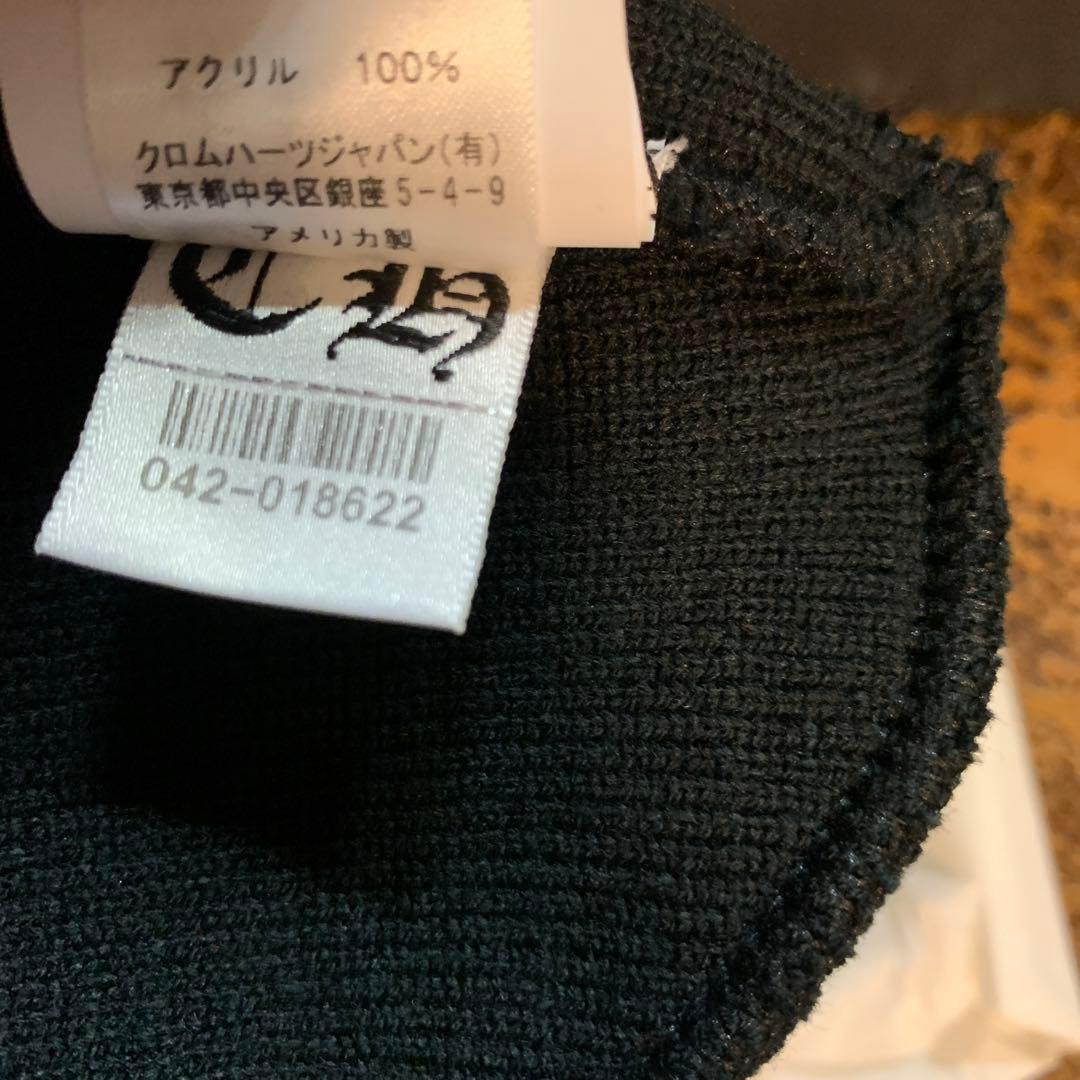 アクリル 100%
クロムハーツジャパン(有)
東京都中央区銀座5-4-9
アメリカ製
CH
042-018622